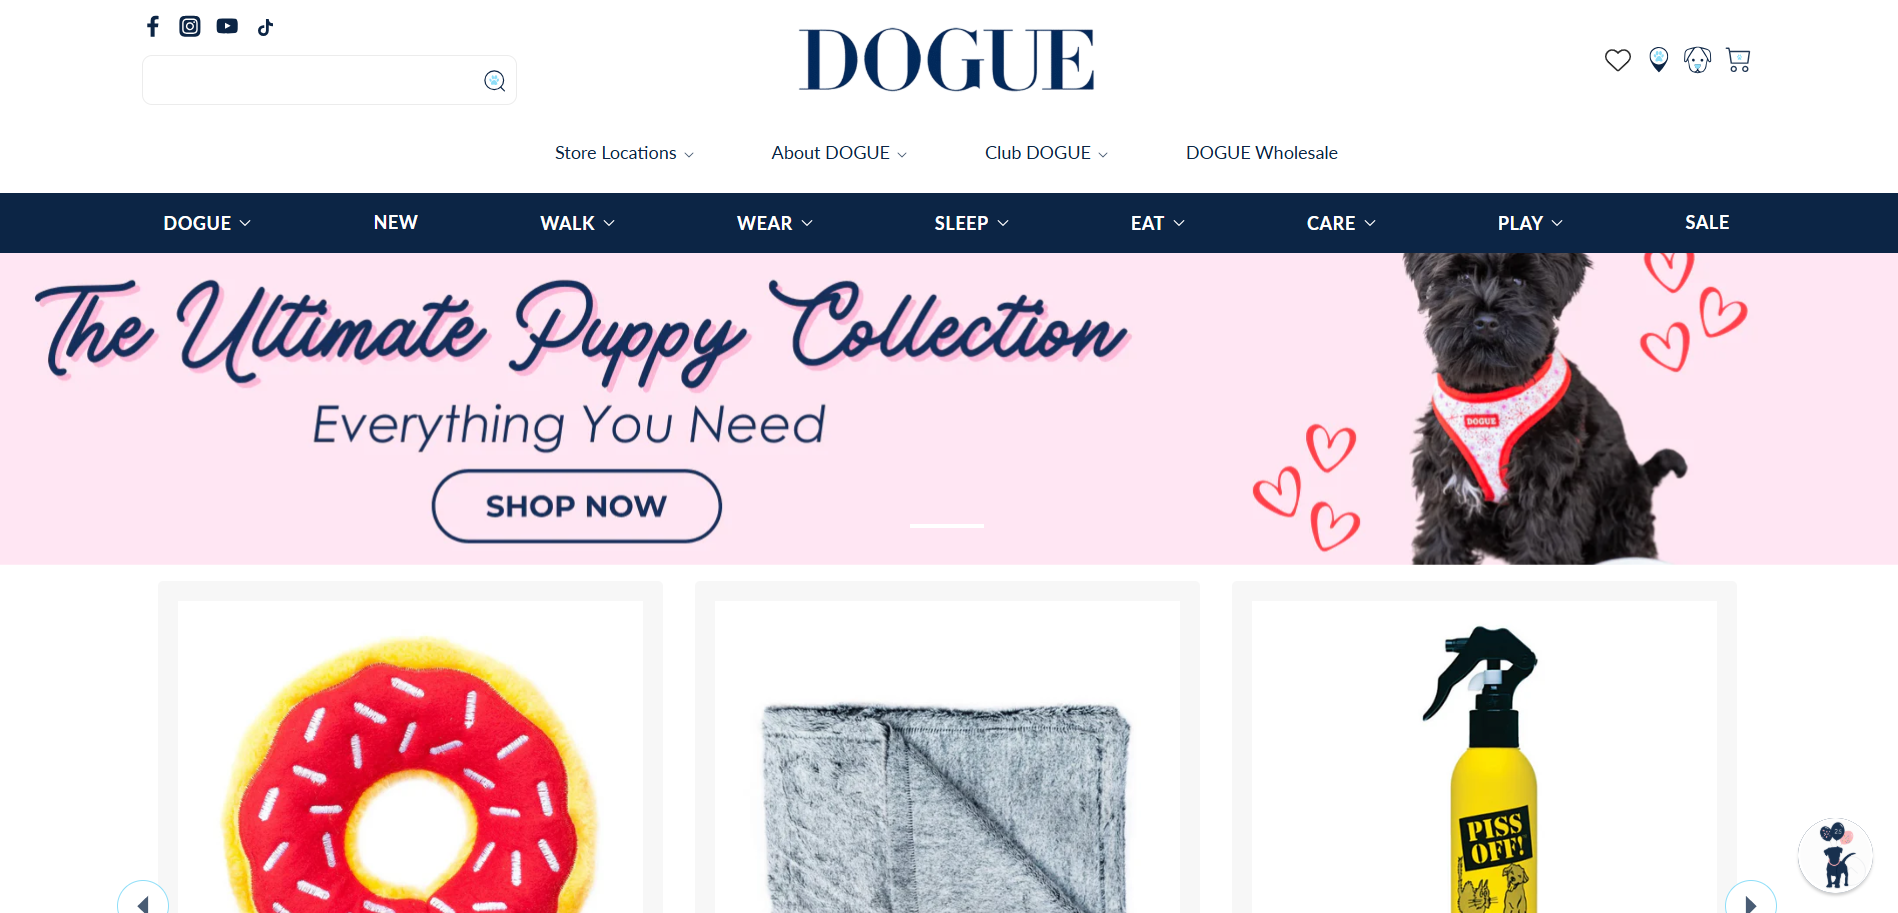 DOGUE
Store Locations
About DOGUE
Club DOGUE
DOGUE Wholesale
DOGUE
NEW
WALK
WEAR
SLEEP
EAT
CARE
PLAY
SALE
The Ultimate Puppy Collection
Everything You Need
SHOP NOW
DOGUE
PISS
OFF!
25